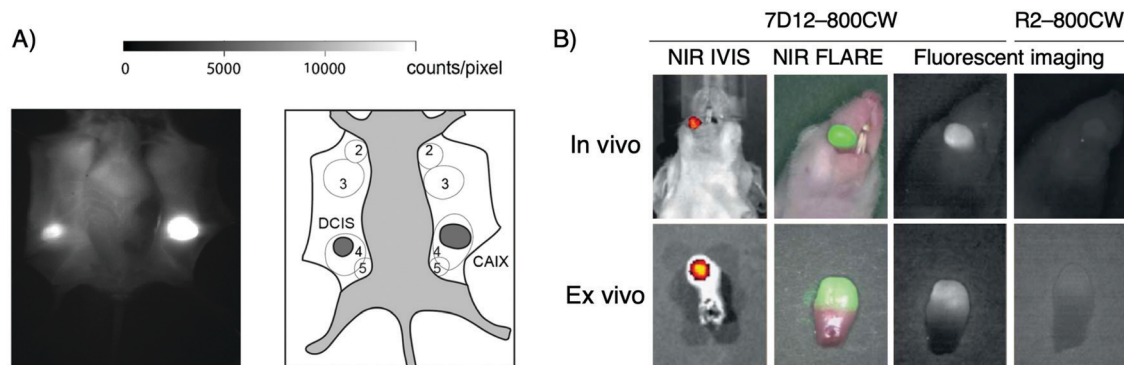 A)
0 5000 10000 counts/pixel
2 2
3 3
DCIS
4 4
CAIX
5 5
B)
7D12–800CW R2–800CW
NIR IVIS NIR FLARE Fluorescent imaging
In vivo
Ex vivo